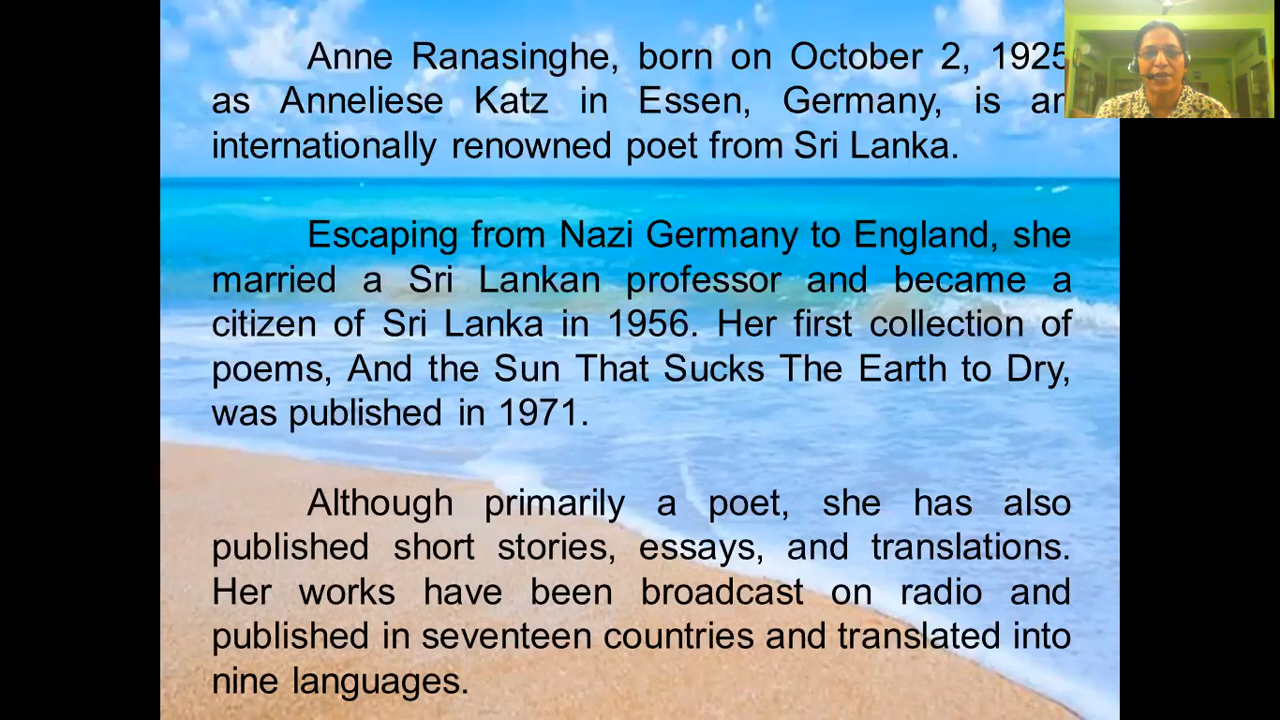 Anne Ranasinghe, born on October 2, 1925
as Anneliese Katz in Essen, Germany, is an
internationally renowned poet from Sri Lanka.
Escaping from Nazi Germany to England, she
married a Sri Lankan professor and became a
citizen of Sri Lanka in 1956. Her first collection of
poems, And the Sun That Sucks The Earth to Dry,
was published in 1971.
Although primarily a poet, she has also
published short stories, essays, and translations.
Her works have been broadcast on radio and
published in seventeen countries and translated into
nine languages.